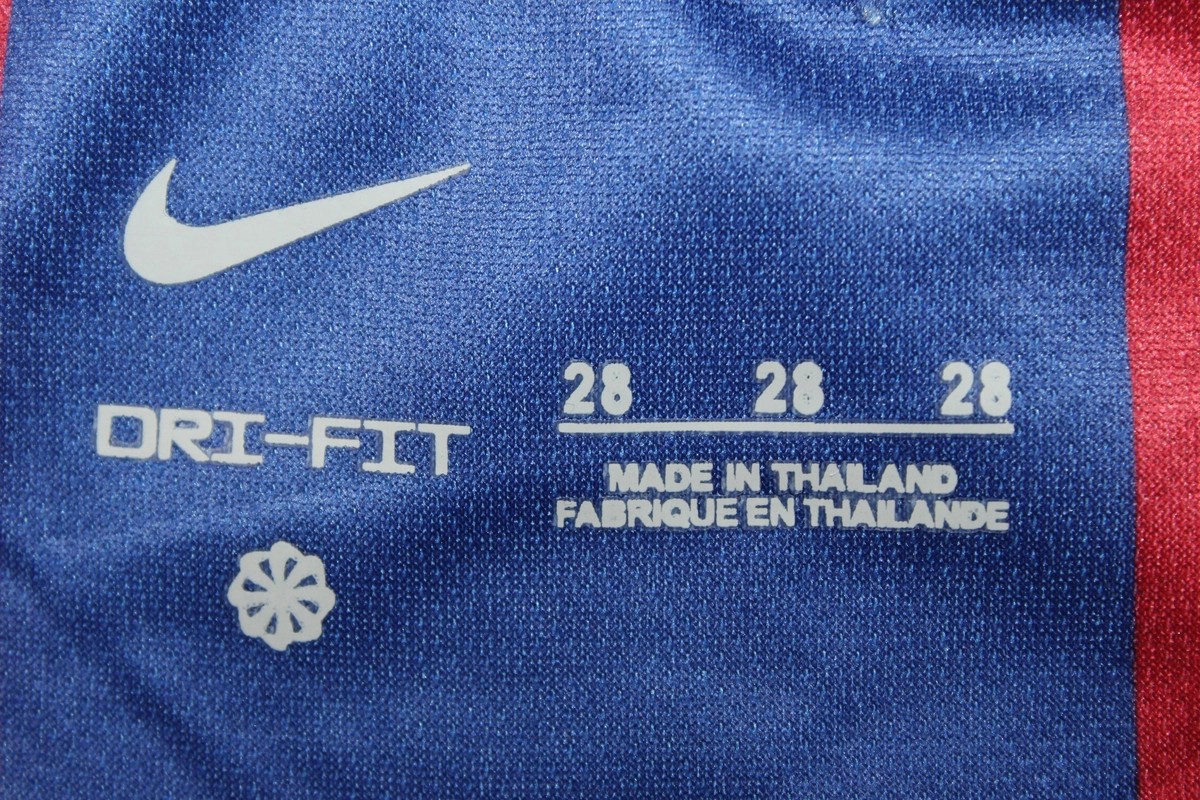 DRI-FIT
28 28 28
MADE IN THAILAND
FABRIQUE EN THAILANDE